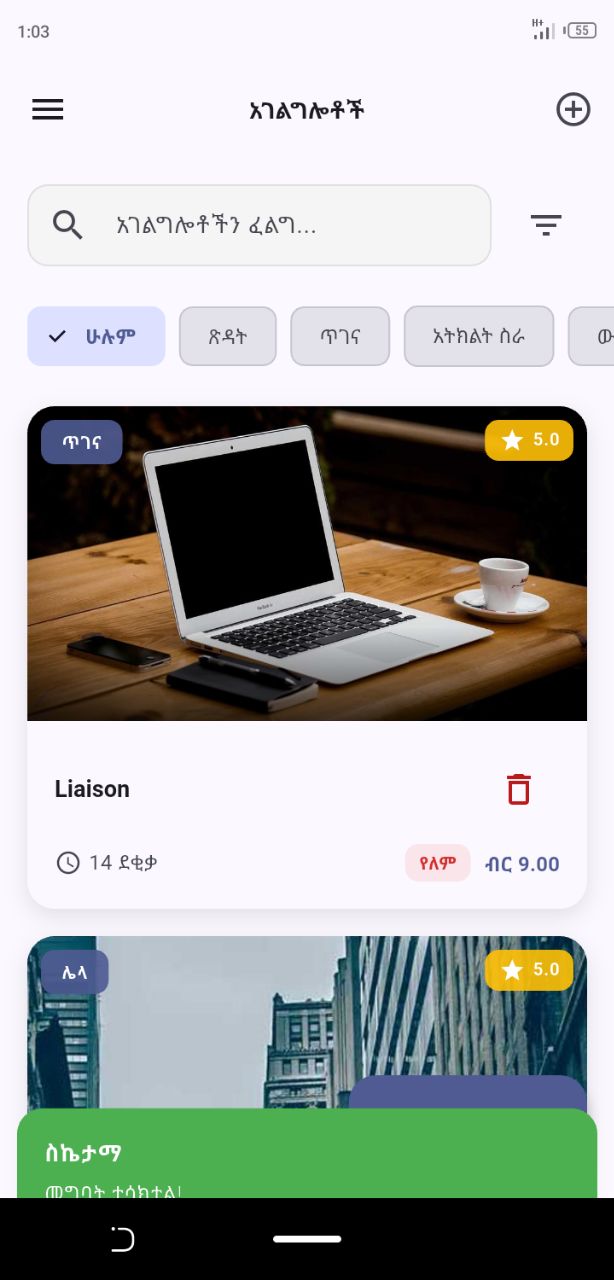 1:03
H+
55
አገልግሎቶች
አገልግሎቶችን ፈልግ...
ሁሉም
ጽዳት
ጥገና
አትክልት ስራ
ጥገና
5.0
Liaison
14 ደቂቃ
የለም
ብር 9.00
ሌላ
5.0
ስኬታማ
መግባት ተሳክቷል!